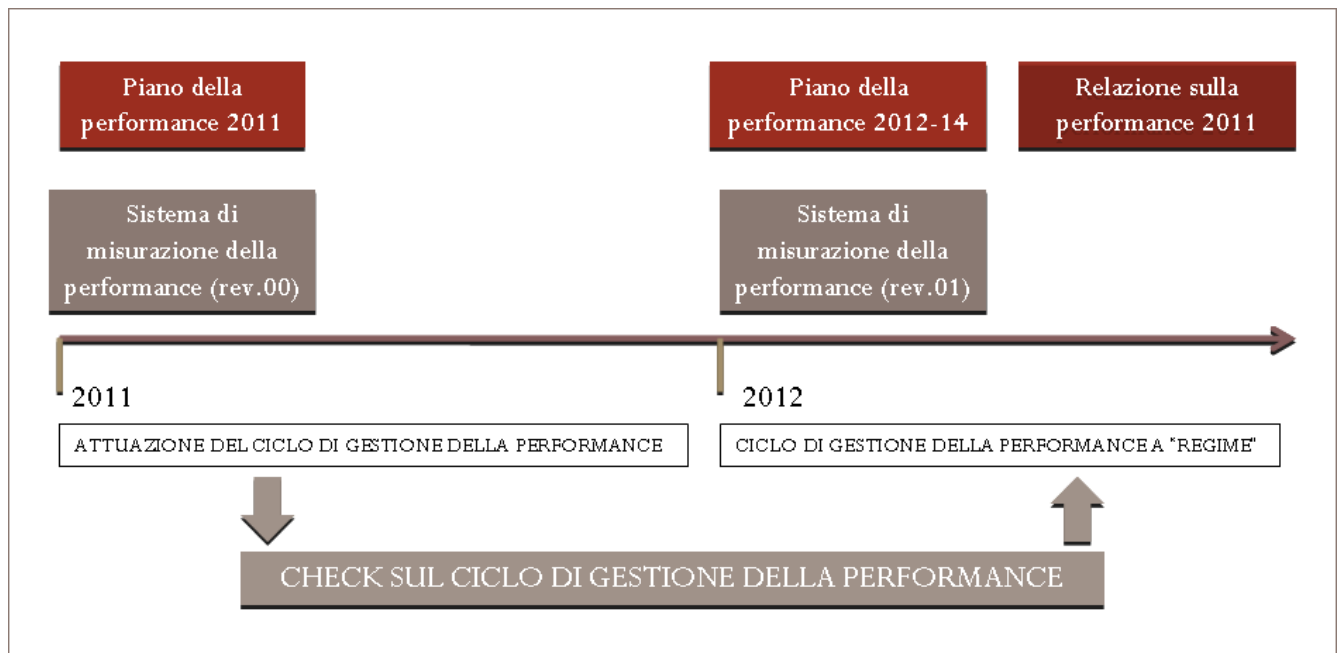 Piano della
performance 2011
Piano della
performance 2012-14
Relazione sulla
performance 2011
Sistema di
misurazione della
performance (rev.00)
Sistema di
misurazione della
performance (rev.01)
2011
2012
ATTUAZIONE DEL CICLO DI GESTIONE DELLA PERFORMANCE
CICLO DI GESTIONE DELLA PERFORMANCE A "REGIME"
CHECK SUL CICLO DI GESTIONE DELLA PERFORMANCE